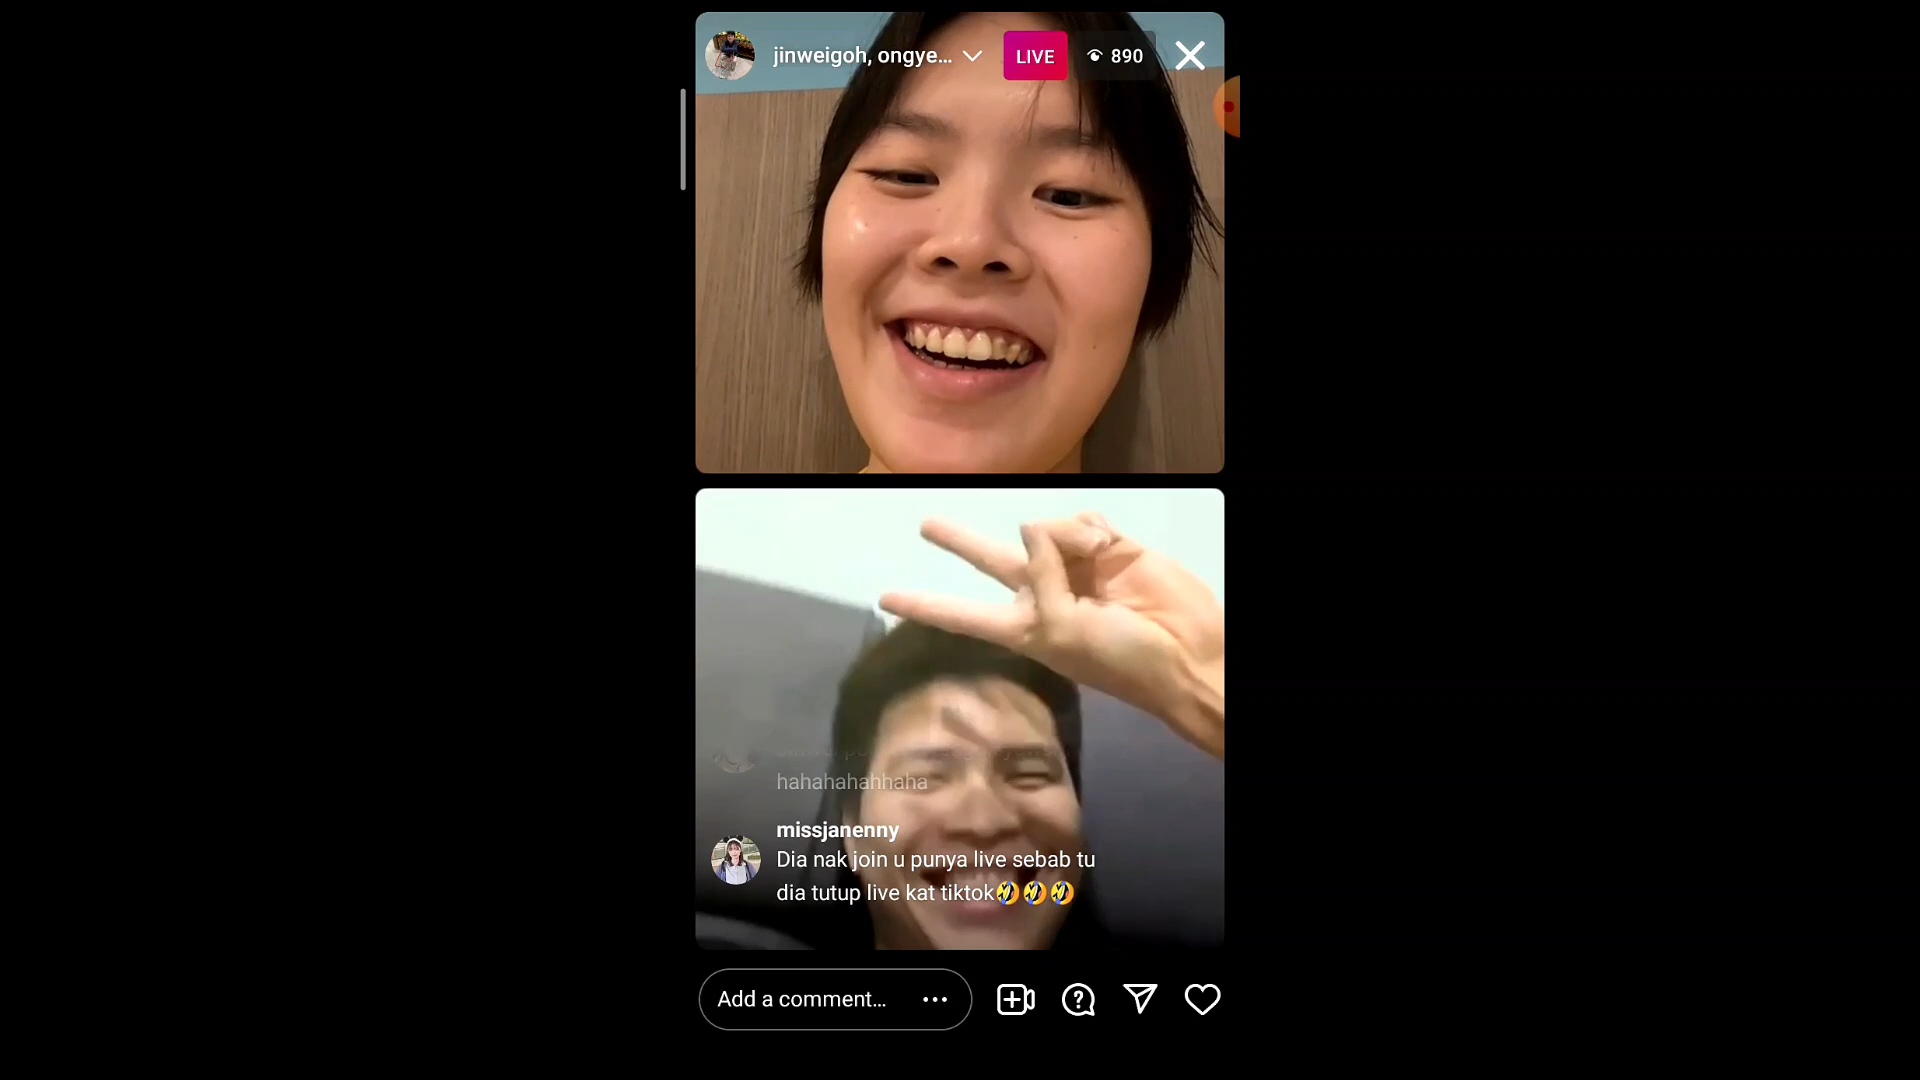 jinweigoh, ongye...
LIVE
890
hahahahahhaha
missjanenny
Dia nak join u punya live sebab tu
dia tutup live kat tiktok🤣🤣🤣
Add a comment...